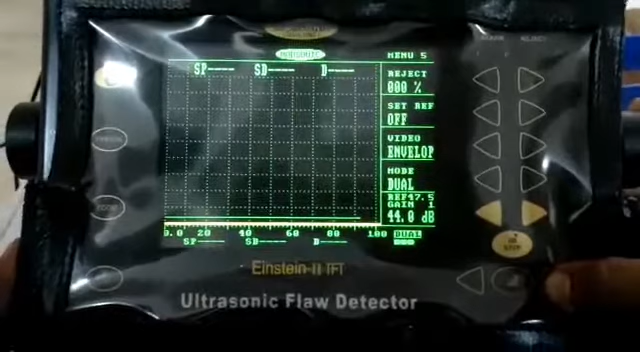 MENU 5
SP----- SD----- D-----
REJECT
000 %
SET REF
OFF
VIDEO
ENVELOP
MODE
DUAL
REF47.5
GAIN 1
44.0 dB
0.0 20 40 60 80 100 DUAL
SP----- SD----- D-----
Einstein-II TFT
Ultrasonic Flaw Detector